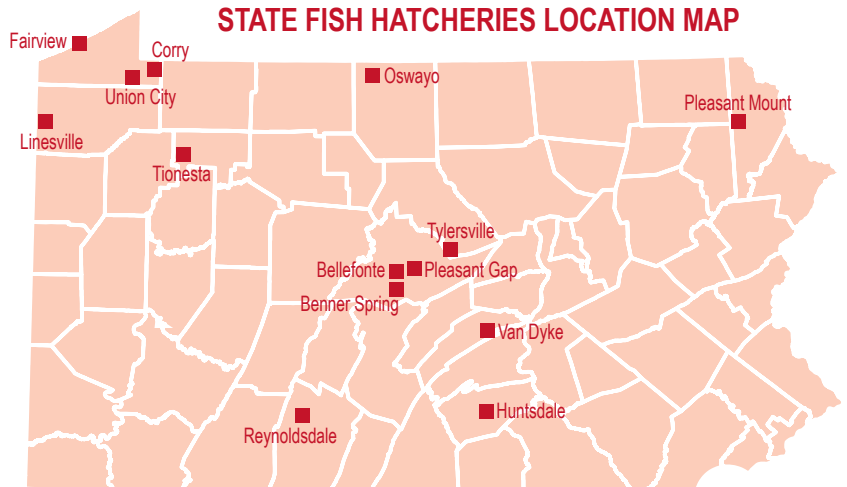 STATE FISH HATCHERIES LOCATION MAP
Fairview
Corry
Union City
Oswayo
Pleasant Mount
Linesville
Tionesta
Tylersville
Bellefonte
Pleasant Gap
Benner Spring
Van Dyke
Huntsdale
Reynoldsdale